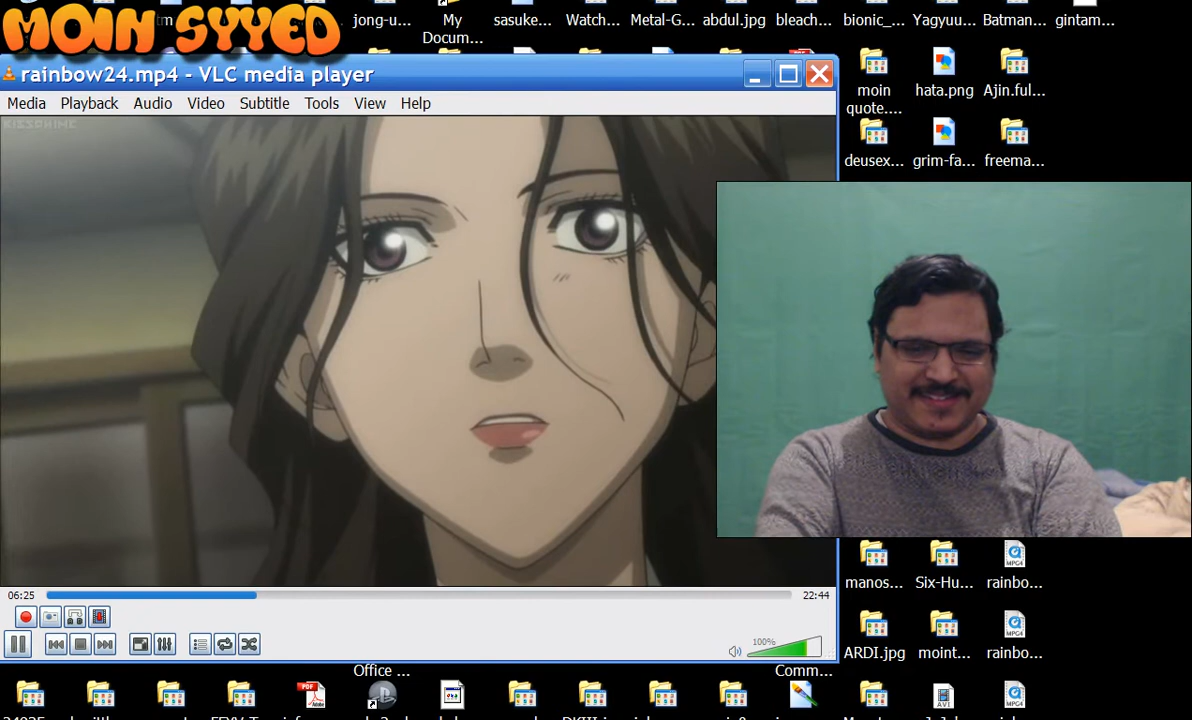 jong-u...
My
Docum...
sasuke...
Watch...
Metal-G...
abdul.jpg
bleach...
bionic_...
Yagyuu...
Batman...
gintam...
MOIN SYYED
rainbow24.mp4 - VLC media player
Media Playback Audio Video Subtitle Tools View Help
moin
quote....
hata.png
Ajin.ful...
deusex...
grim-fa...
freema...
06:25
22:44
100%
manos...
Six-Hu...
rainbo...
ARDI.jpg
moint...
rainbo...
Office ...
Comm...